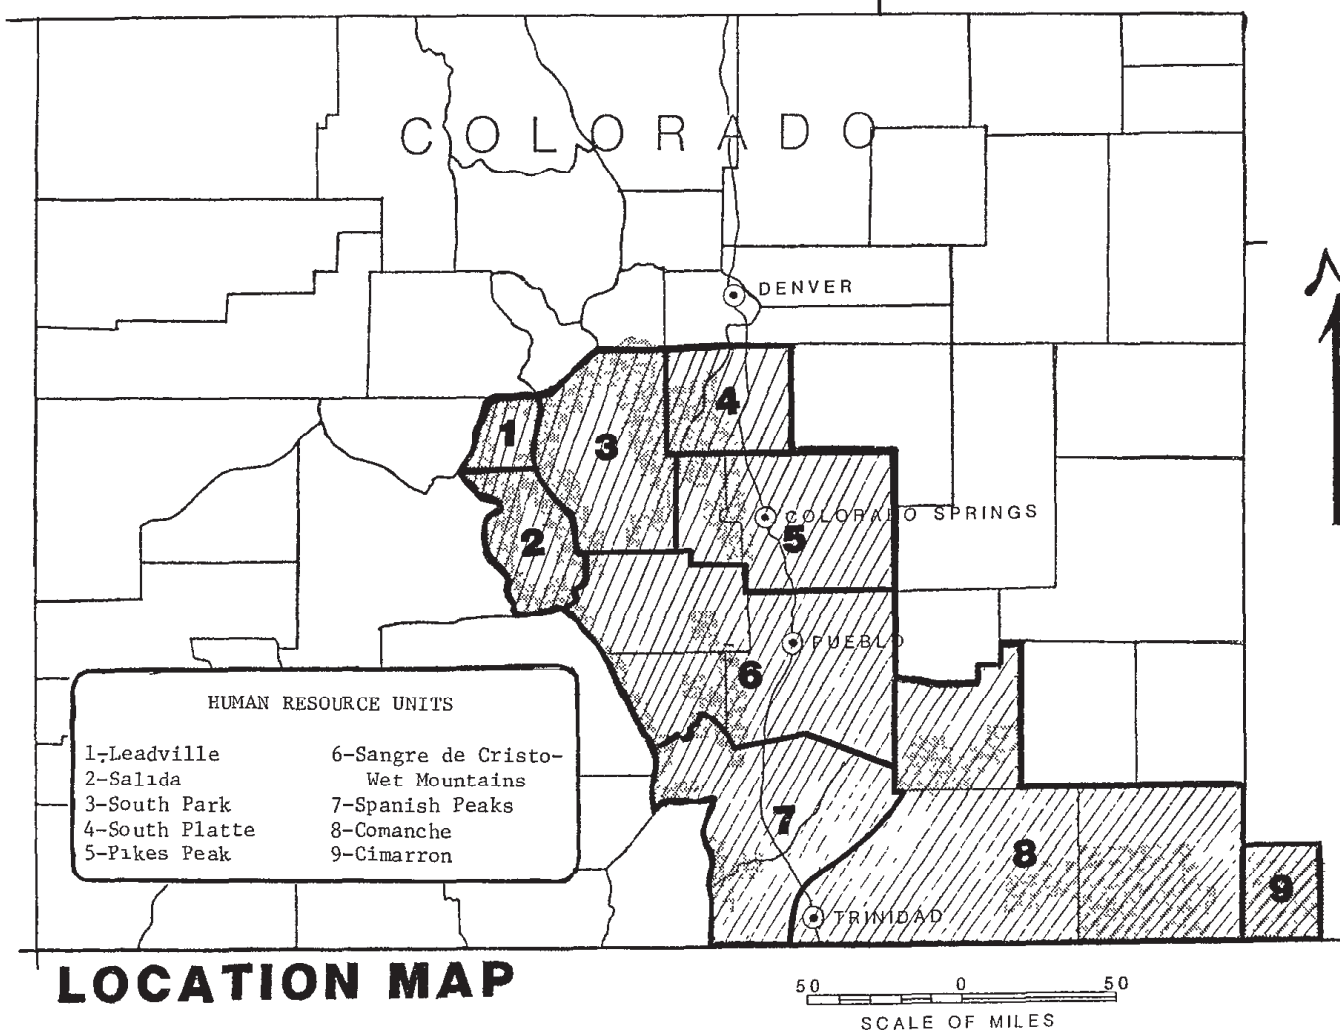 COLORADO
DENVER
4
1
3
COLORADO SPRINGS
5
2
PUEBLO
6
HUMAN RESOURCE UNITS
1-Leadville
2-Salida
3-South Park
4-South Platte
5-Pikes Peak
6-Sangre de Cristo-
Wet Mountains
7-Spanish Peaks
8-Comanche
9-Cimarron
7
8
9
TRINIDAD
LOCATION MAP
50 0 50
SCALE OF MILES